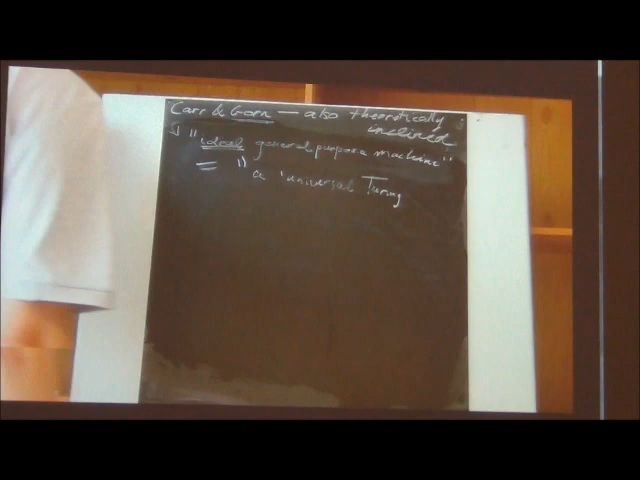 Carr & Gorn — also theoretically
inclined
"ideal general purpose machine"
= "a 'universal Turing